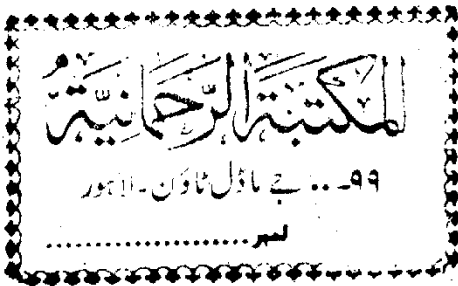 المكتبة الرحمانية
۹۹... جے ماڈل ٹاؤن - لاہور
نمبر ....................